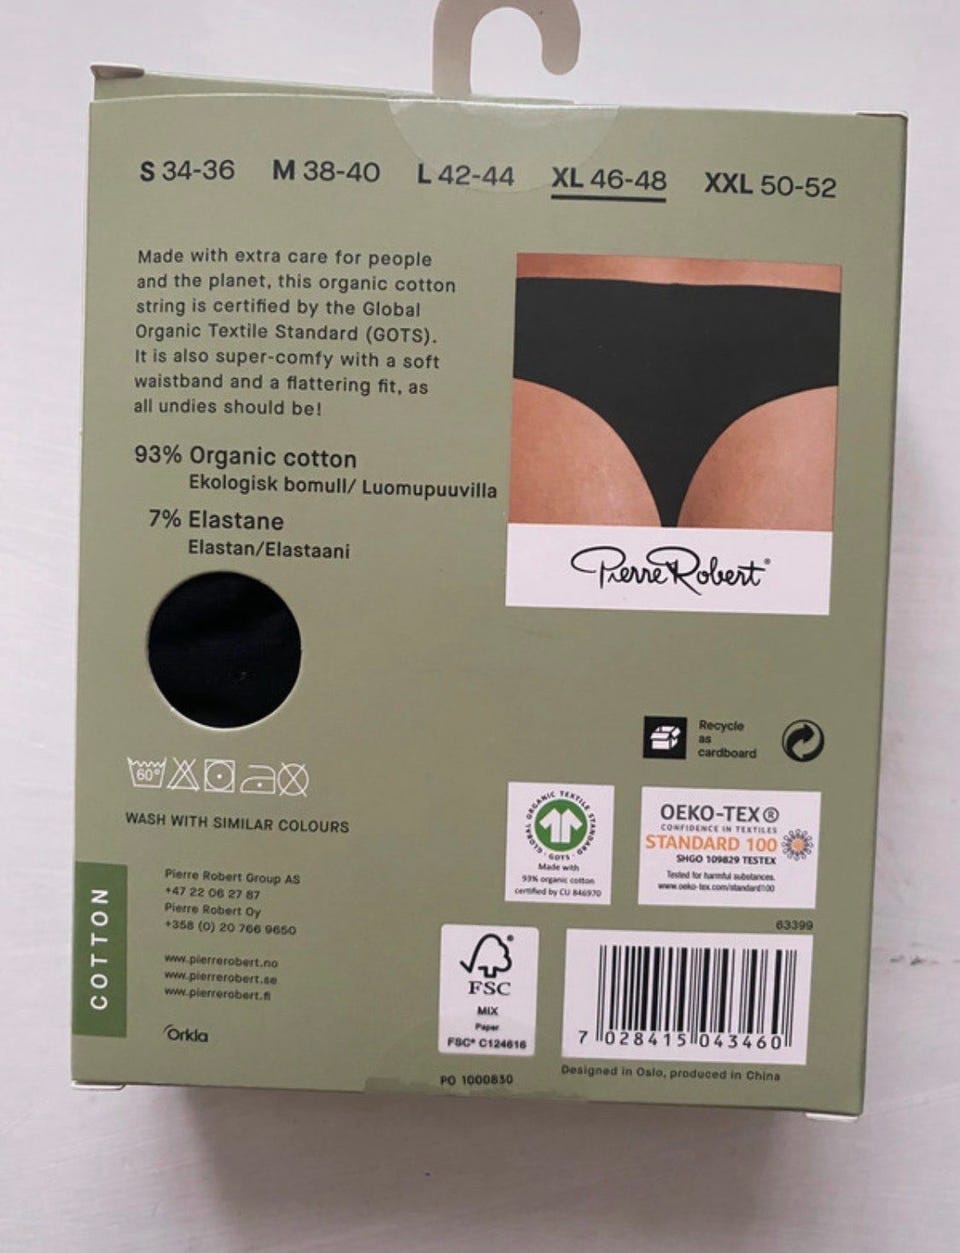 S 34-36 M 38-40 L 42-44 XL 46-48 XXL 50-52
Made with extra care for people
and the planet, this organic cotton
string is certified by the Global
Organic Textile Standard (GOTS).
It is also super-comfy with a soft
waistband and a flattering fit, as
all undies should be!
93% Organic cotton
Ekologisk bomull/ Luomupuuvilla
7% Elastane
Elastan/Elastaani
Pierre Robert®
60°
WASH WITH SIMILAR COLOURS
Recycle
as
cardboard
GLOBAL ORGANIC TEXTILE STANDARD
· GOTS ·
Made with
93% organic cotton
certified by CU 846970
OEKO-TEX®
CONFIDENCE IN TEXTILES
STANDARD 100
SHGO 109829 TESTEX
Tested for harmful substances.
www.oeko-tex.com/standard100
COTTON
Pierre Robert Group AS
+47 22 06 27 87
Pierre Robert Oy
+358 (0) 20 766 9650
www.pierrerobert.no
www.pierrerobert.se
www.pierrerobert.fi
Orkla
®
FSC
MIX
Paper
FSC® C124616
PO 1000830
63399
7 028415 043460
Designed in Oslo, produced in China